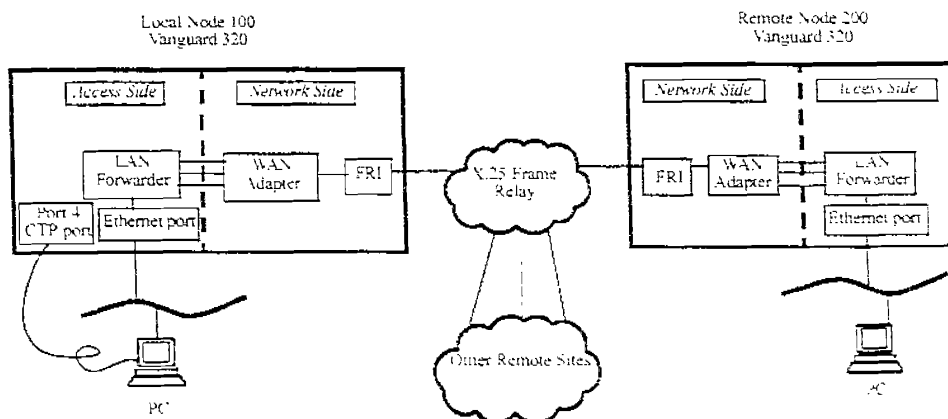 Local Node 100
Vanguard 320
Remote Node 200
Vanguard 320
Access Side
Network Side
Network Side
Access Side
LAN
Forwarder
WAN
Adapter
FRI
X.25 Frame
Relay
FRI
WAN
Adapter
LAN
Forwarder
Port 4
CTP port
Ethernet port
Ethernet port
Other Remote Sites
PC
PC